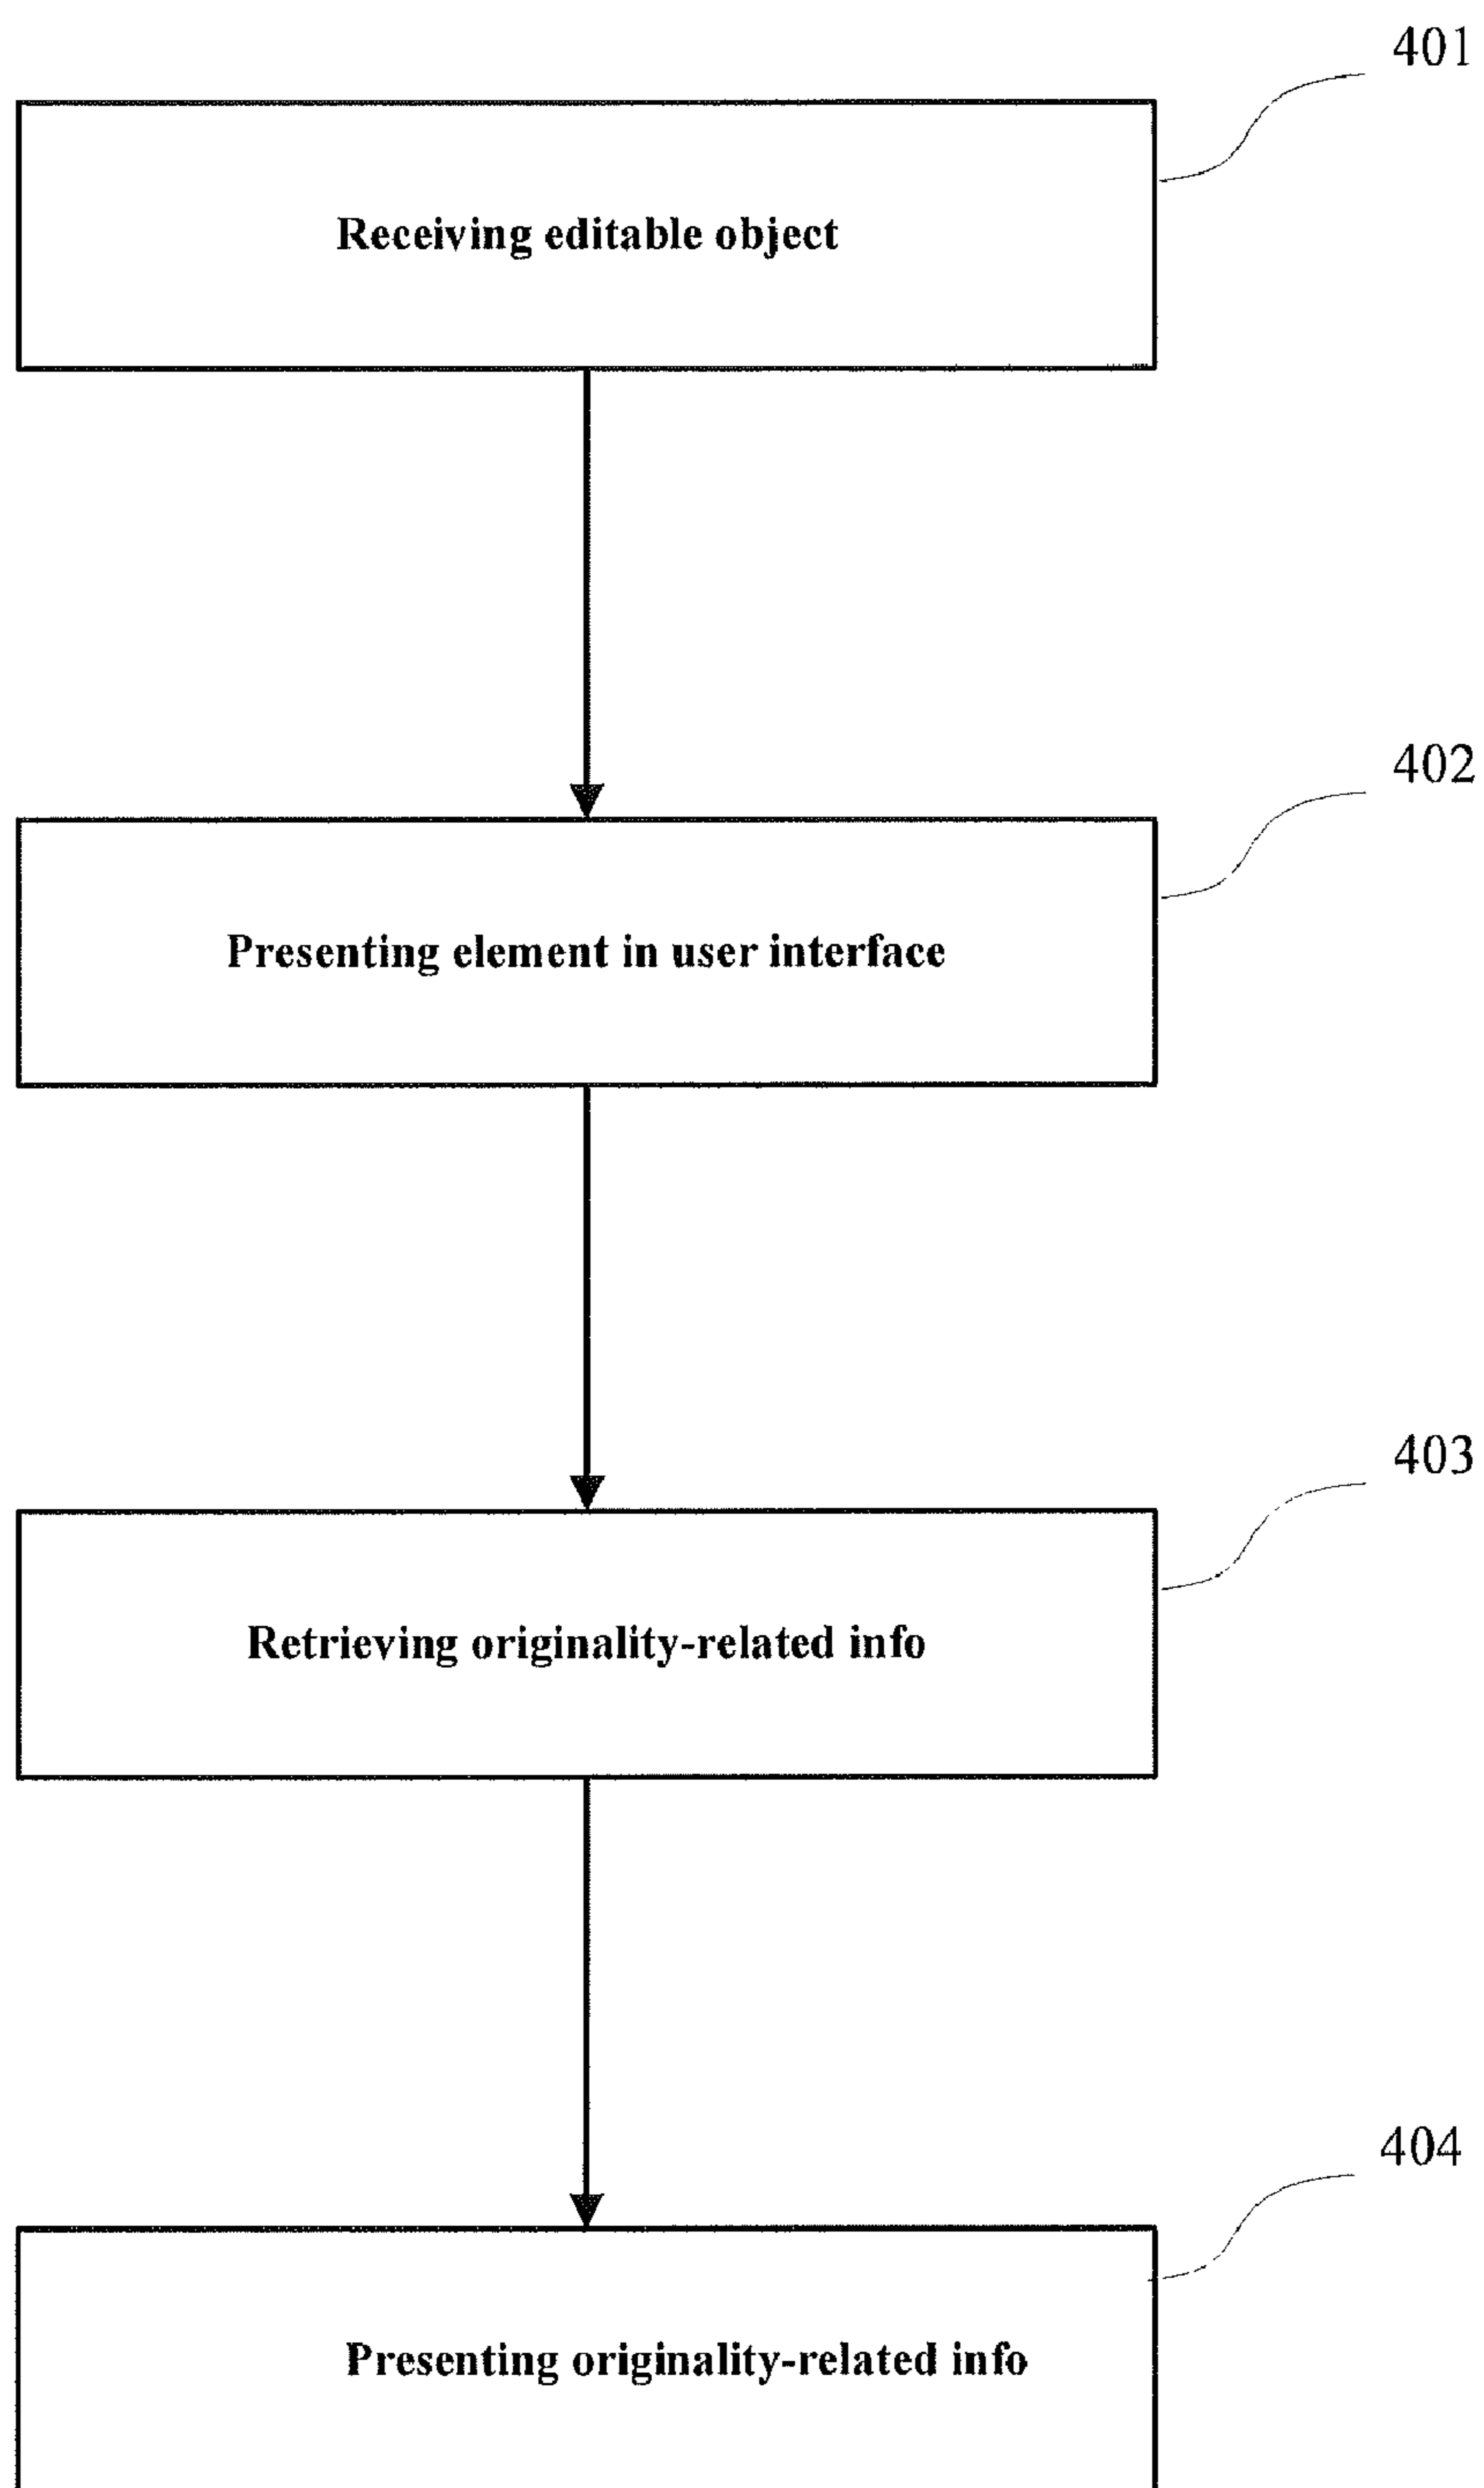 401
Receiving editable object
402
Presenting element in user interface
403
Retrieving originality-related info
404
Presenting originality-related info